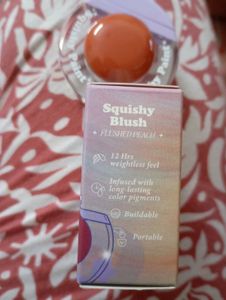 Squishy
Blush
FLUSHED PEACH
12 Hrs
weightless feel
Infused with
long-lasting
color pigments
Buildable
Portable